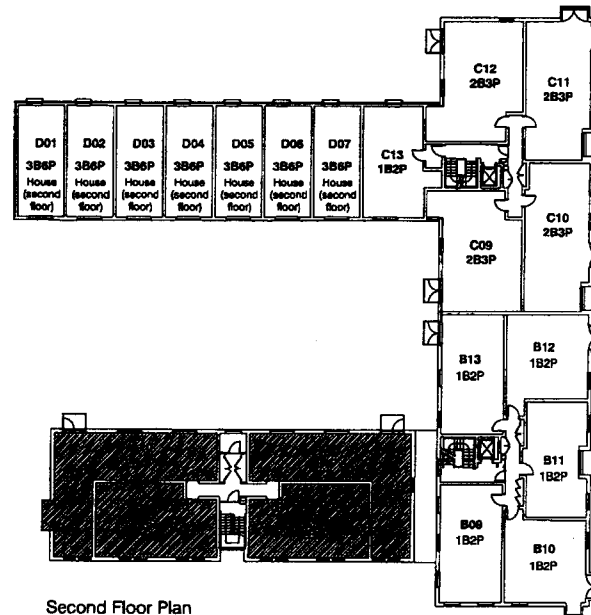 C12
2B3P
C11
2B3P
D01
3B6P
House
(second
floor)
D02
3B6P
House
(second
floor)
D03
3B6P
House
(second
floor)
D04
3B6P
House
(second
floor)
D05
3B6P
House
(second
floor)
D06
3B6P
House
(second
floor)
D07
3B6P
House
(second
floor)
C13
1B2P
C10
2B3P
C09
2B3P
B13
1B2P
B12
1B2P
B11
1B2P
B09
1B2P
B10
1B2P
Second Floor Plan